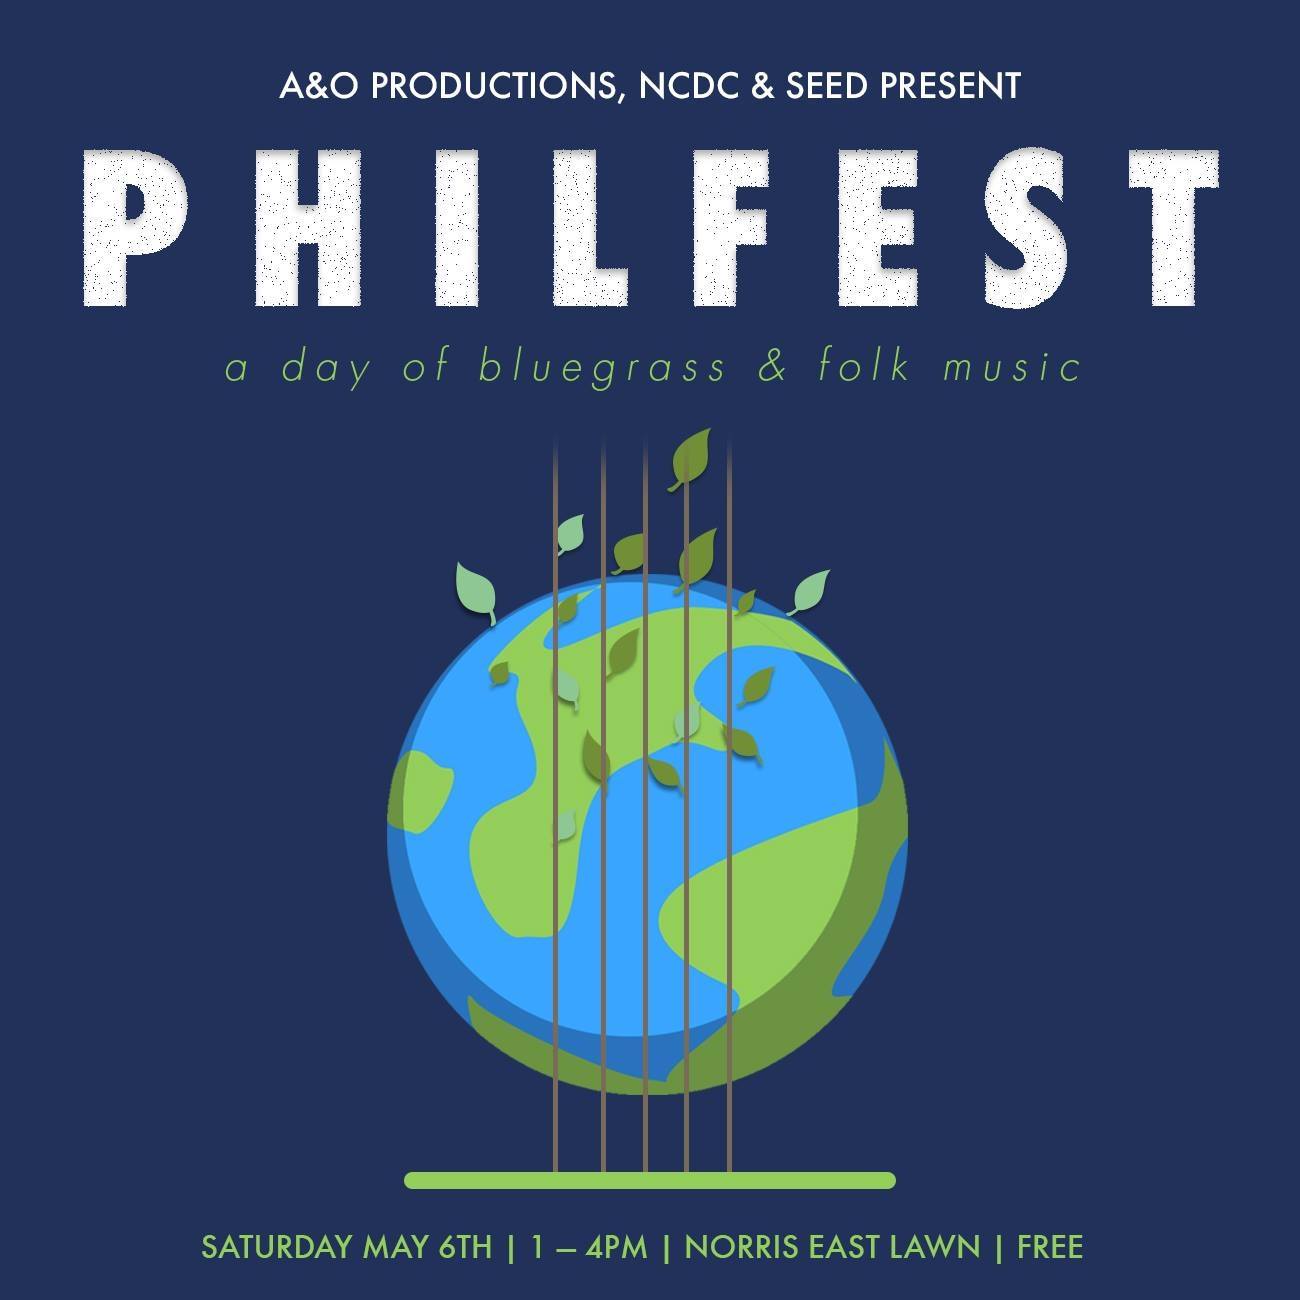 A&O PRODUCTIONS, NCDC & SEED PRESENT
PHILFEST
a day of bluegrass & folk music
SATURDAY MAY 6TH | 1 – 4PM | NORRIS EAST LAWN | FREE